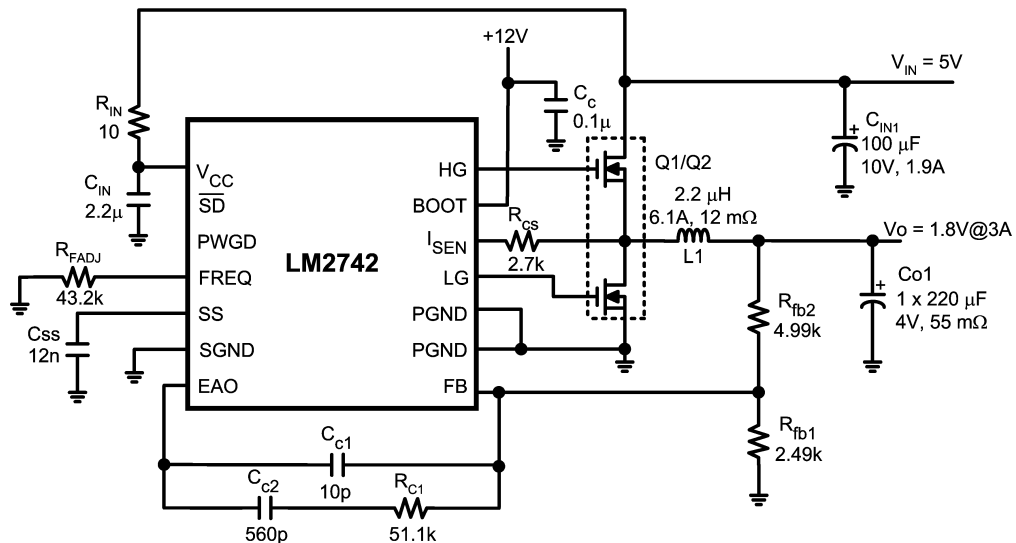 +12V
V_IN = 5V
R_IN
10
C_c
0.1μ
C_IN1
100 μF
10V, 1.9A
V_CC
HG
Q1/Q2
C_IN
2.2μ
SD
BOOT
2.2 μH
6.1A, 12 mΩ
R_cs
PWGD
I_SEN
2.7k
L1
Vo = 1.8V@3A
LM2742
R_FADJ
43.2k
FREQ
LG
Co1
1 x 220 μF
4V, 55 mΩ
Css
12n
SS
PGND
R_fb2
4.99k
SGND
PGND
EAO
FB
R_fb1
2.49k
C_c1
10p
C_c2
560p
R_C1
51.1k